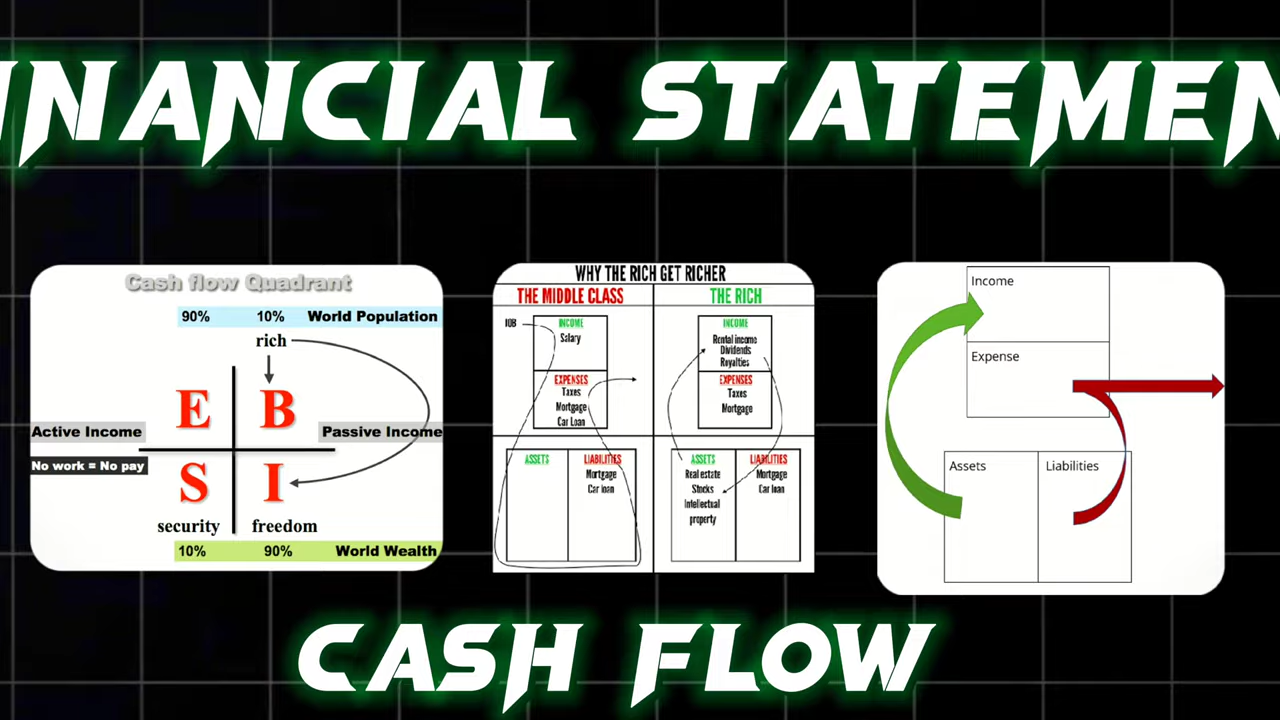 INANCIAL STATEMEN
Cash flow Quadrant
90% 10% World Population
rich
E B
Active Income Passive Income
No work = No pay
S I
security freedom
10% 90% World Wealth
WHY THE RICH GET RICHER
THE MIDDLE CLASS THE RICH
JOB
INCOME
Salary
EXPENSES
Taxes
Mortgage
Car Loan
ASSETS
LIABILITIES
Mortgage
Car loan
INCOME
Rental income
Dividends
Royalties
EXPENSES
Taxes
Mortgage
ASSETS
Real estate
Stocks
Intellectual
property
LIABILITIES
Mortgage
Car loan
Income
Expense
Assets Liabilities
CASH FLOW